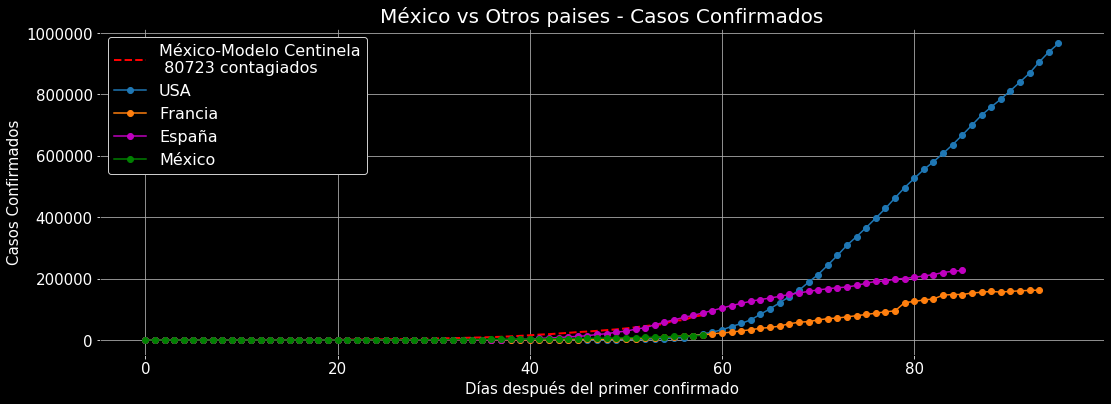 México vs Otros paises - Casos Confirmados
México-Modelo Centinela
80723 contagiados
USA
Francia
España
México
Casos Confirmados
1000000
800000
600000
400000
200000
0
0
20
40
60
80
Días después del primer confirmado